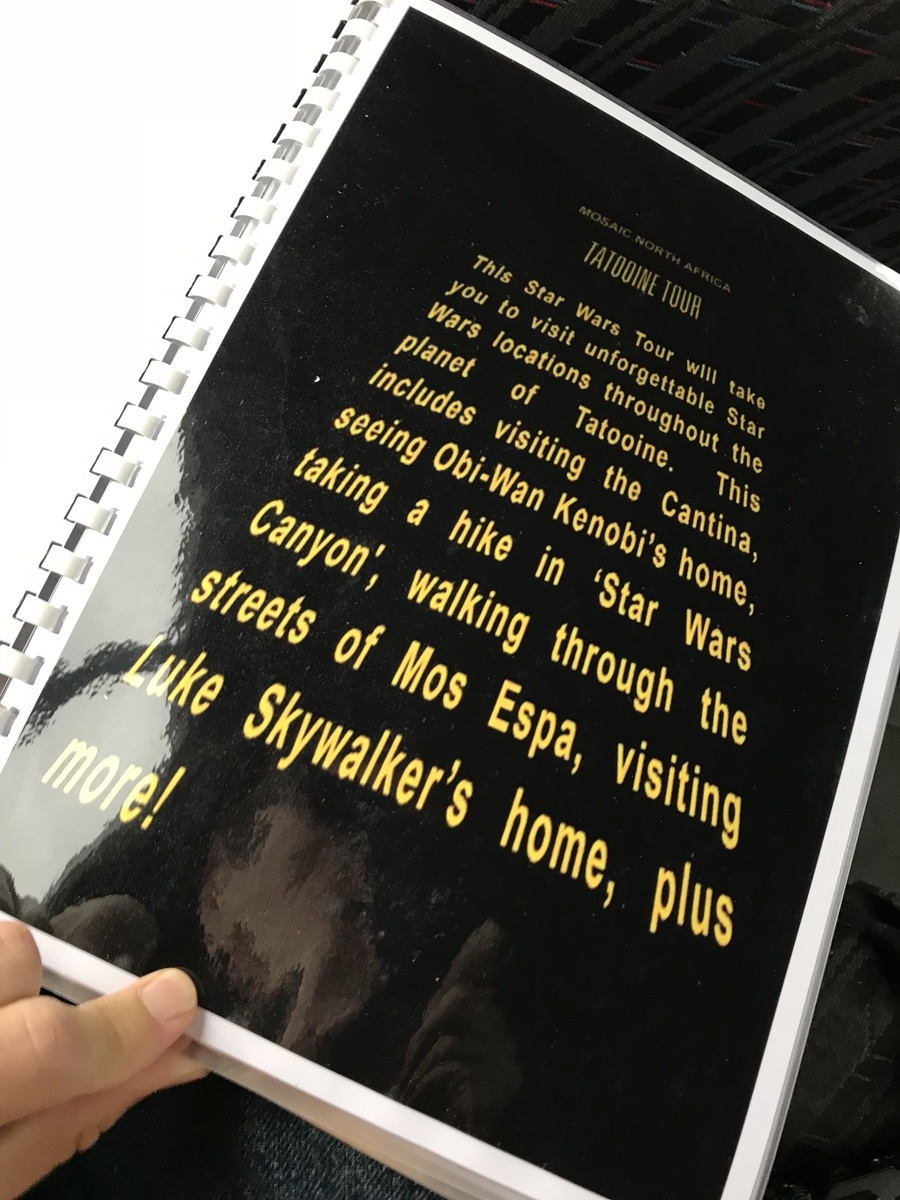 MOSAIC NORTH AFRICA
TATOOINE TOUR
This Star Wars Tour will take
you to visit unforgettable Star
Wars locations throughout the
planet of Tatooine. This
includes visiting the Cantina,
seeing Obi-Wan Kenobi's home,
taking a hike in ‘Star Wars
Canyon', walking through the
streets of Mos Espa, visiting
Luke Skywalker's home, plus
more!